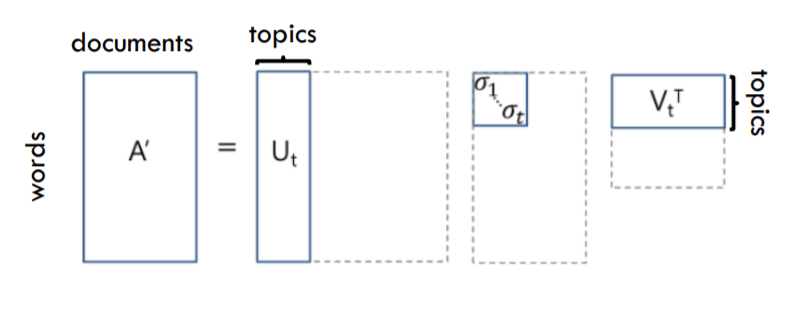 documents
topics
words
A′
=
Uₜ
σ₁
⋱
σₜ
Vₜᵀ
topics